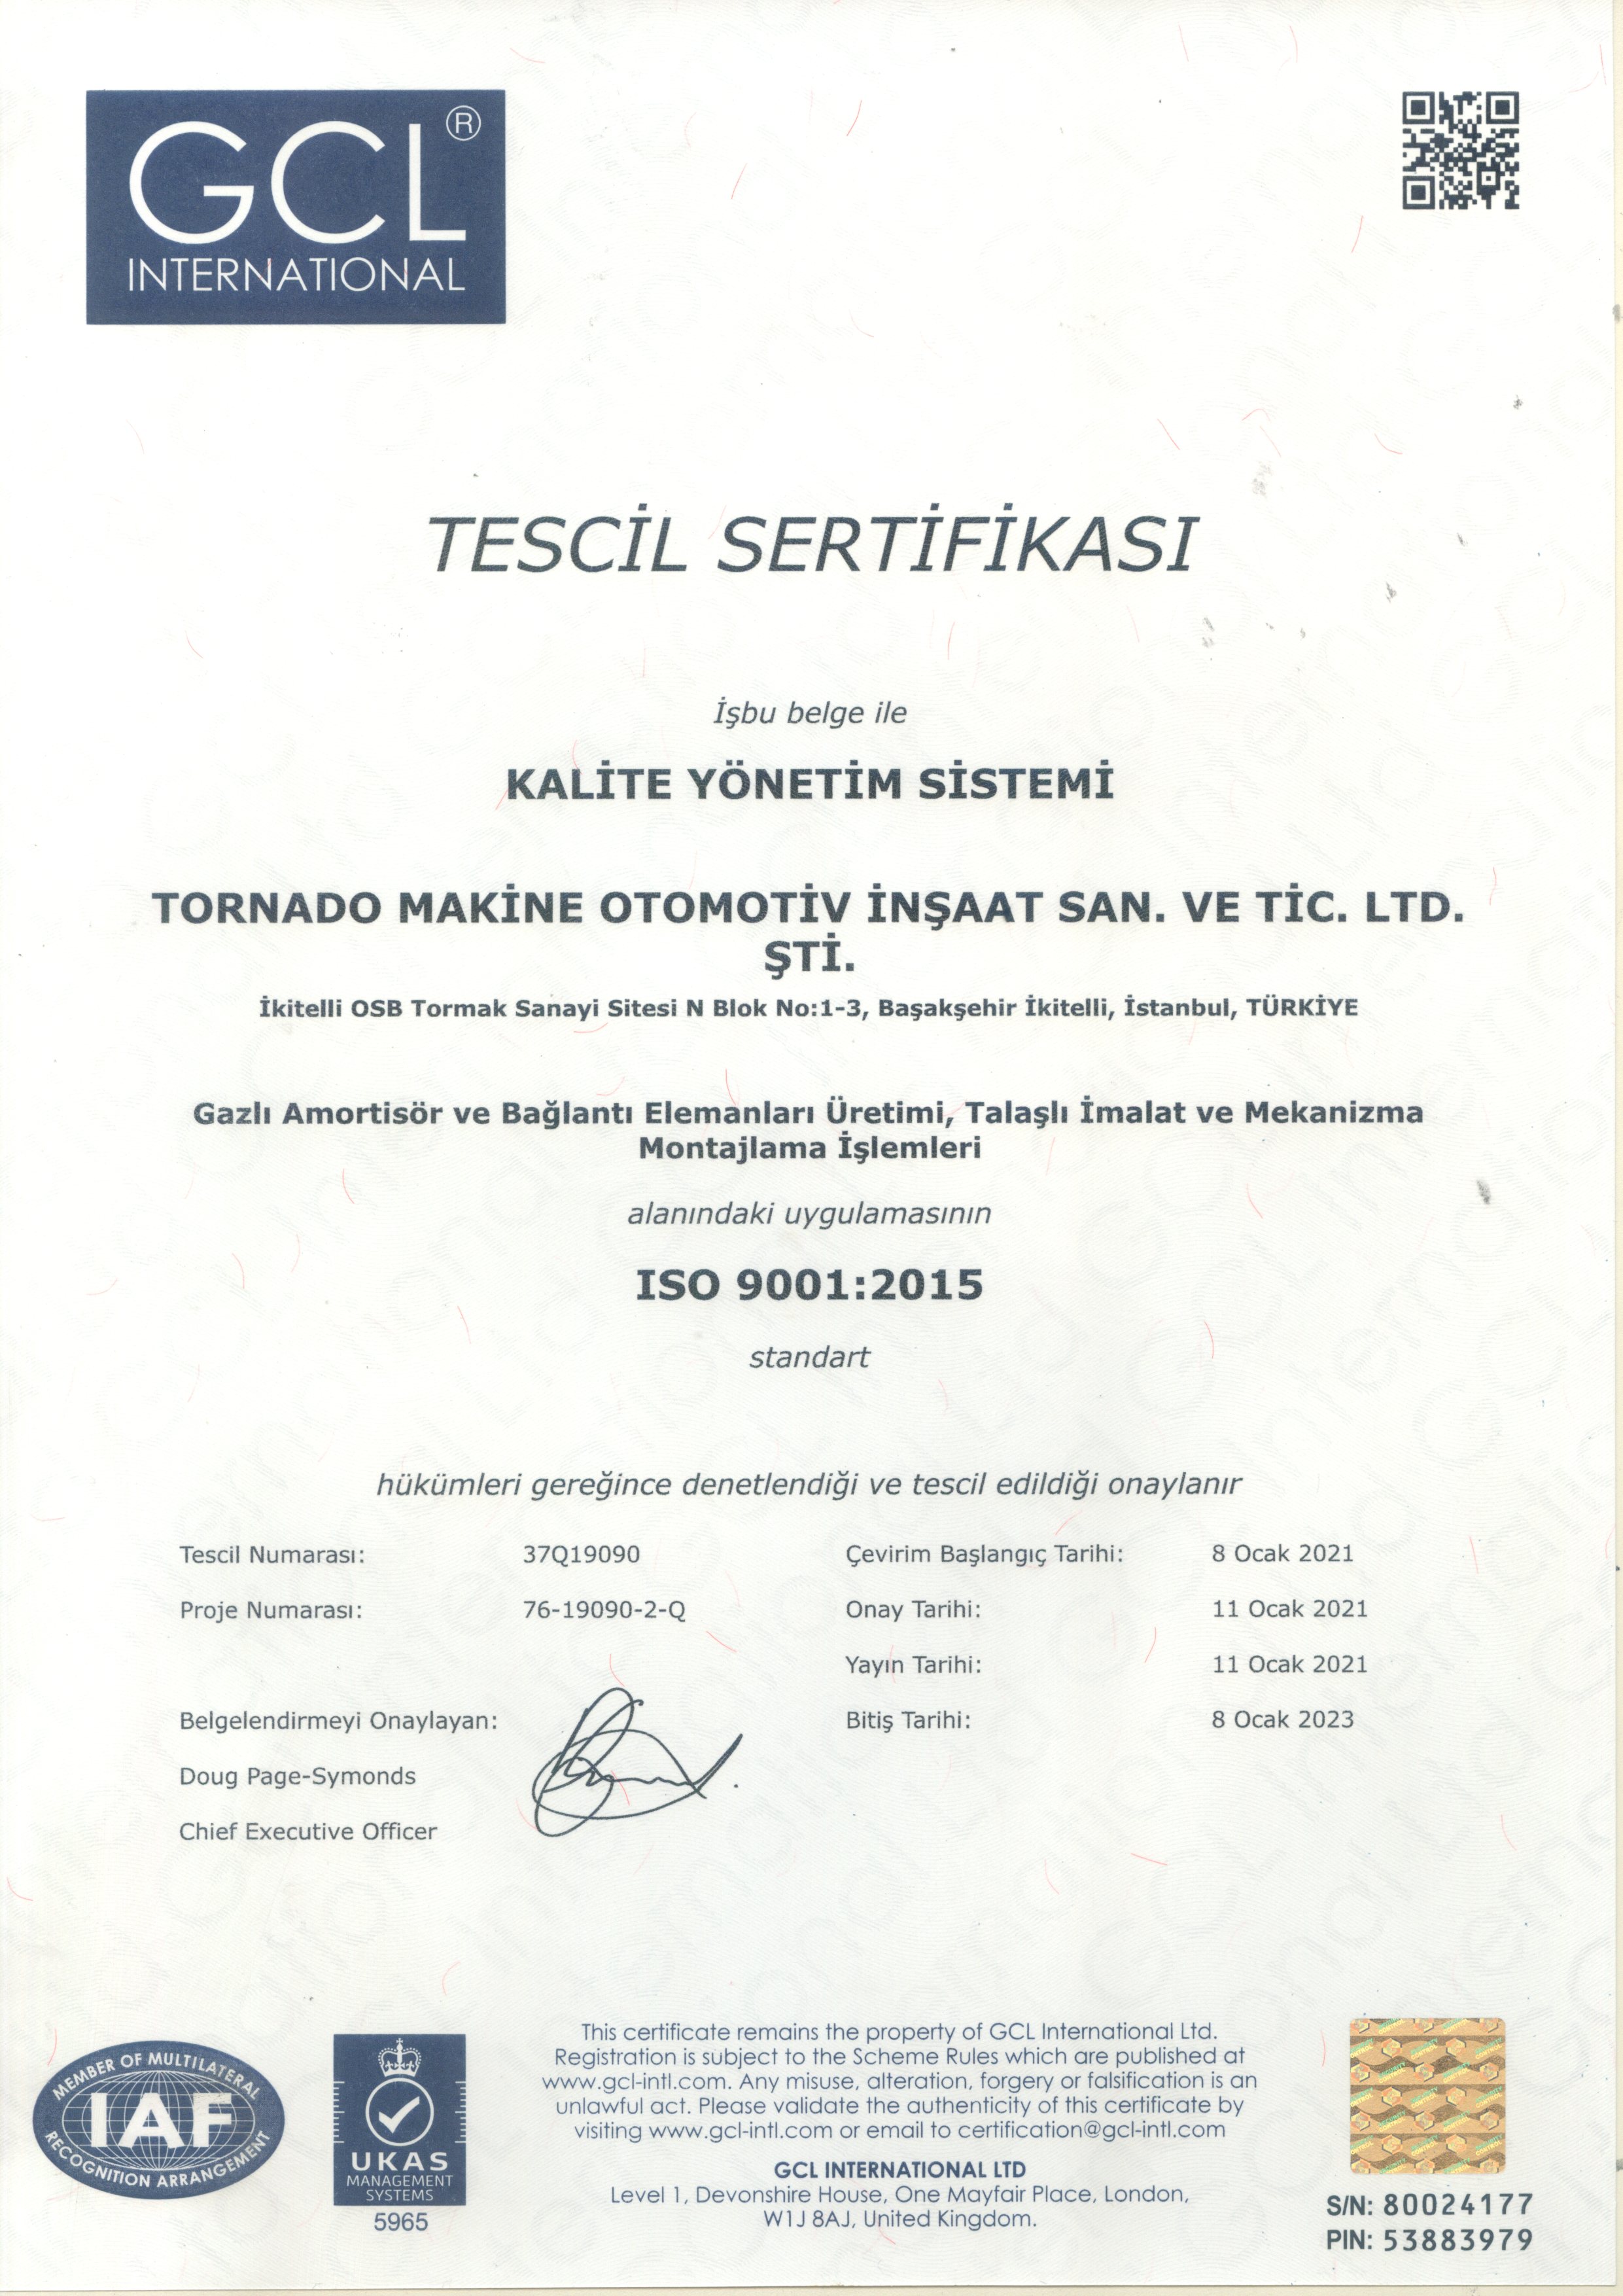 GCL®
INTERNATIONAL
TESCİL SERTİFİKASI
İşbu belge ile
KALİTE YÖNETİM SİSTEMİ
TORNADO MAKİNE OTOMOTİV İNŞAAT SAN. VE TİC. LTD.
ŞTİ.
İkitelli OSB Tormak Sanayi Sitesi N Blok No:1-3, Başakşehir İkitelli, İstanbul, TÜRKİYE
Gazlı Amortisör ve Bağlantı Elemanları Üretimi, Talaşlı İmalat ve Mekanizma
Montajlama İşlemleri
alanındaki uygulamasının
ISO 9001:2015
standart
hükümleri gereğince denetlendiği ve tescil edildiği onaylanır
Tescil Numarası: 37Q19090 Çevirim Başlangıç Tarihi: 8 Ocak 2021
Proje Numarası: 76-19090-2-Q Onay Tarihi: 11 Ocak 2021
Yayın Tarihi: 11 Ocak 2021
Belgelendirmeyi Onaylayan: Bitiş Tarihi: 8 Ocak 2023
Doug Page-Symonds
Chief Executive Officer
MEMBER OF MULTILATERAL
IAF
RECOGNITION ARRANGEMENT
UKAS
MANAGEMENT
SYSTEMS
5965
This certificate remains the property of GCL International Ltd.
Registration is subject to the Scheme Rules which are published at
www.gcl-intl.com. Any misuse, alteration, forgery or falsification is an
unlawful act. Please validate the authenticity of this certificate by
visiting www.gcl-intl.com or email to certification@gcl-intl.com
GCL INTERNATIONAL LTD
Level 1, Devonshire House, One Mayfair Place, London,
W1J 8AJ, United Kingdom.
S/N: 80024177
PIN: 53883979